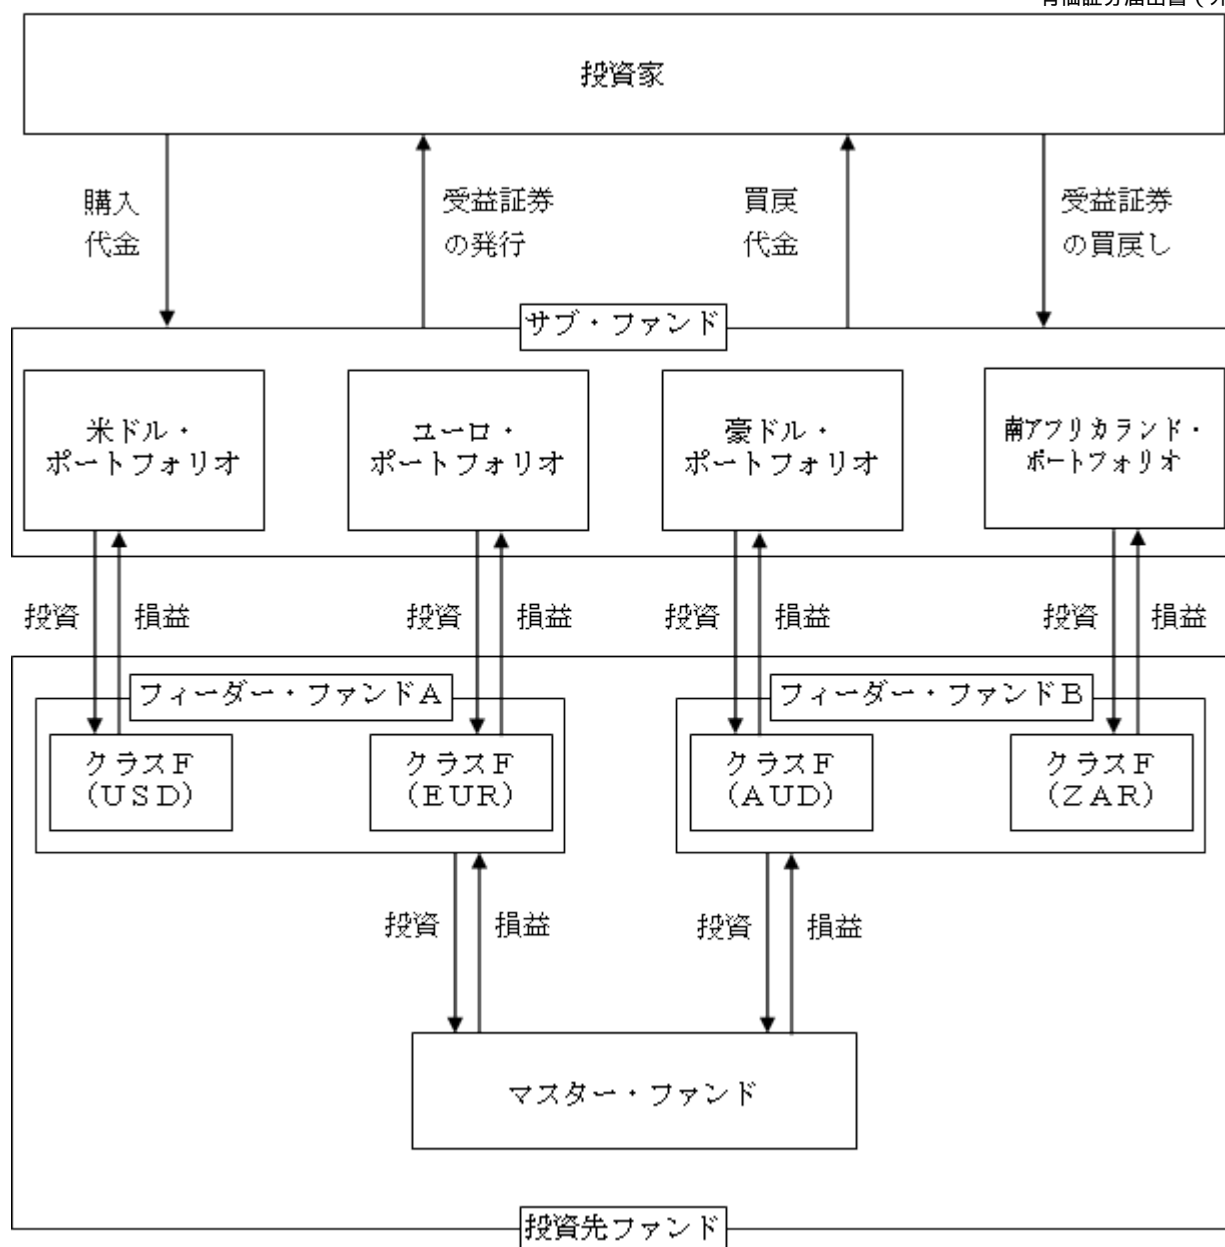 有価証券届出書（外
投資家
購入
代金
受益証券
の発行
買戻
代金
受益証券
の買戻し
サブ・ファンド
米ドル・
ポートフォリオ
ユーロ・
ポートフォリオ
豪ドル・
ポートフォリオ
南アフリカランド・
ポートフォリオ
投資
損益
投資
損益
投資
損益
投資
損益
フィーダー・ファンドＡ
フィーダー・ファンドＢ
クラスＦ
（ＵＳＤ）
クラスＦ
（ＥＵＲ）
クラスＦ
（ＡＵＤ）
クラスＦ
（ＺＡＲ）
投資
損益
投資
損益
マスター・ファンド
投資先ファンド